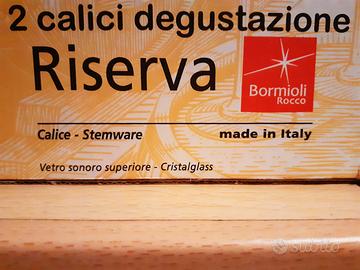 2 calici degustazione
Riserva
Bormioli
Rocco
Calice - Stemware made in Italy
Vetro sonoro superiore - Cristalglass
subito